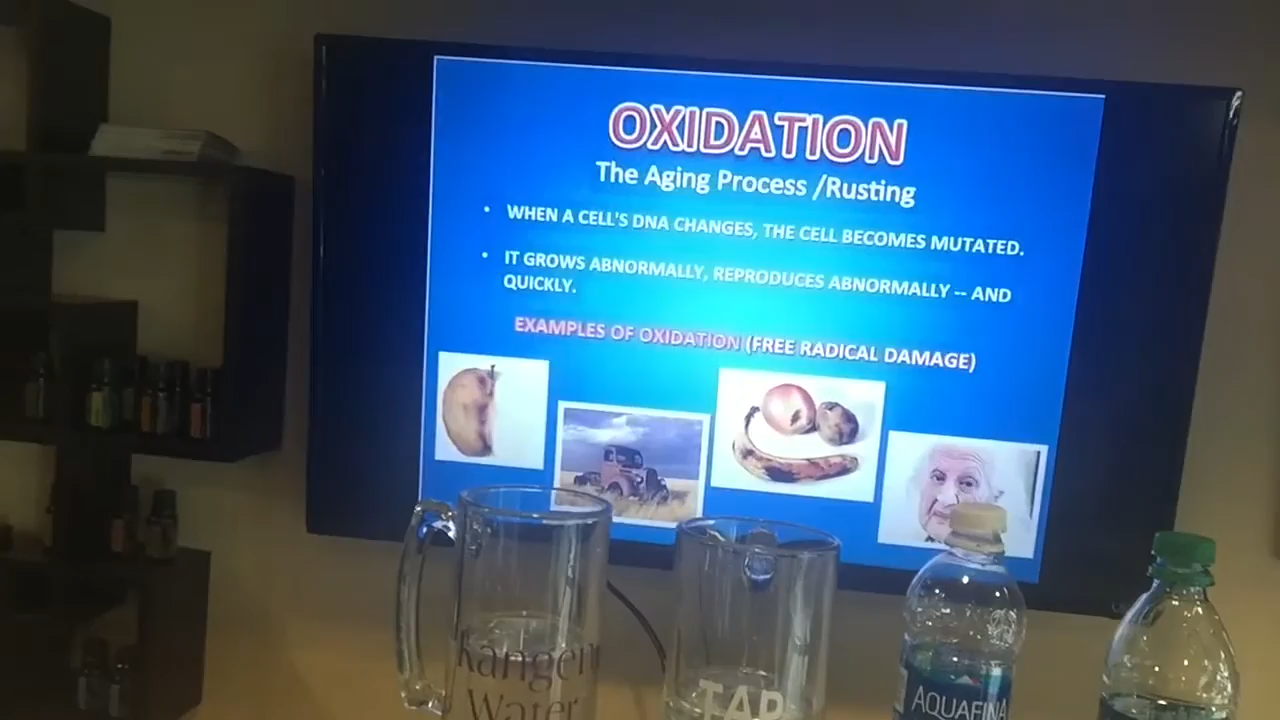 OXIDATION
The Aging Process /Rusting
• WHEN A CELL'S DNA CHANGES, THE CELL BECOMES MUTATED.
• IT GROWS ABNORMALLY, REPRODUCES ABNORMALLY -- AND
QUICKLY.
EXAMPLES OF OXIDATION (FREE RADICAL DAMAGE)
Kangen
Water
TAP
AQUAFINA